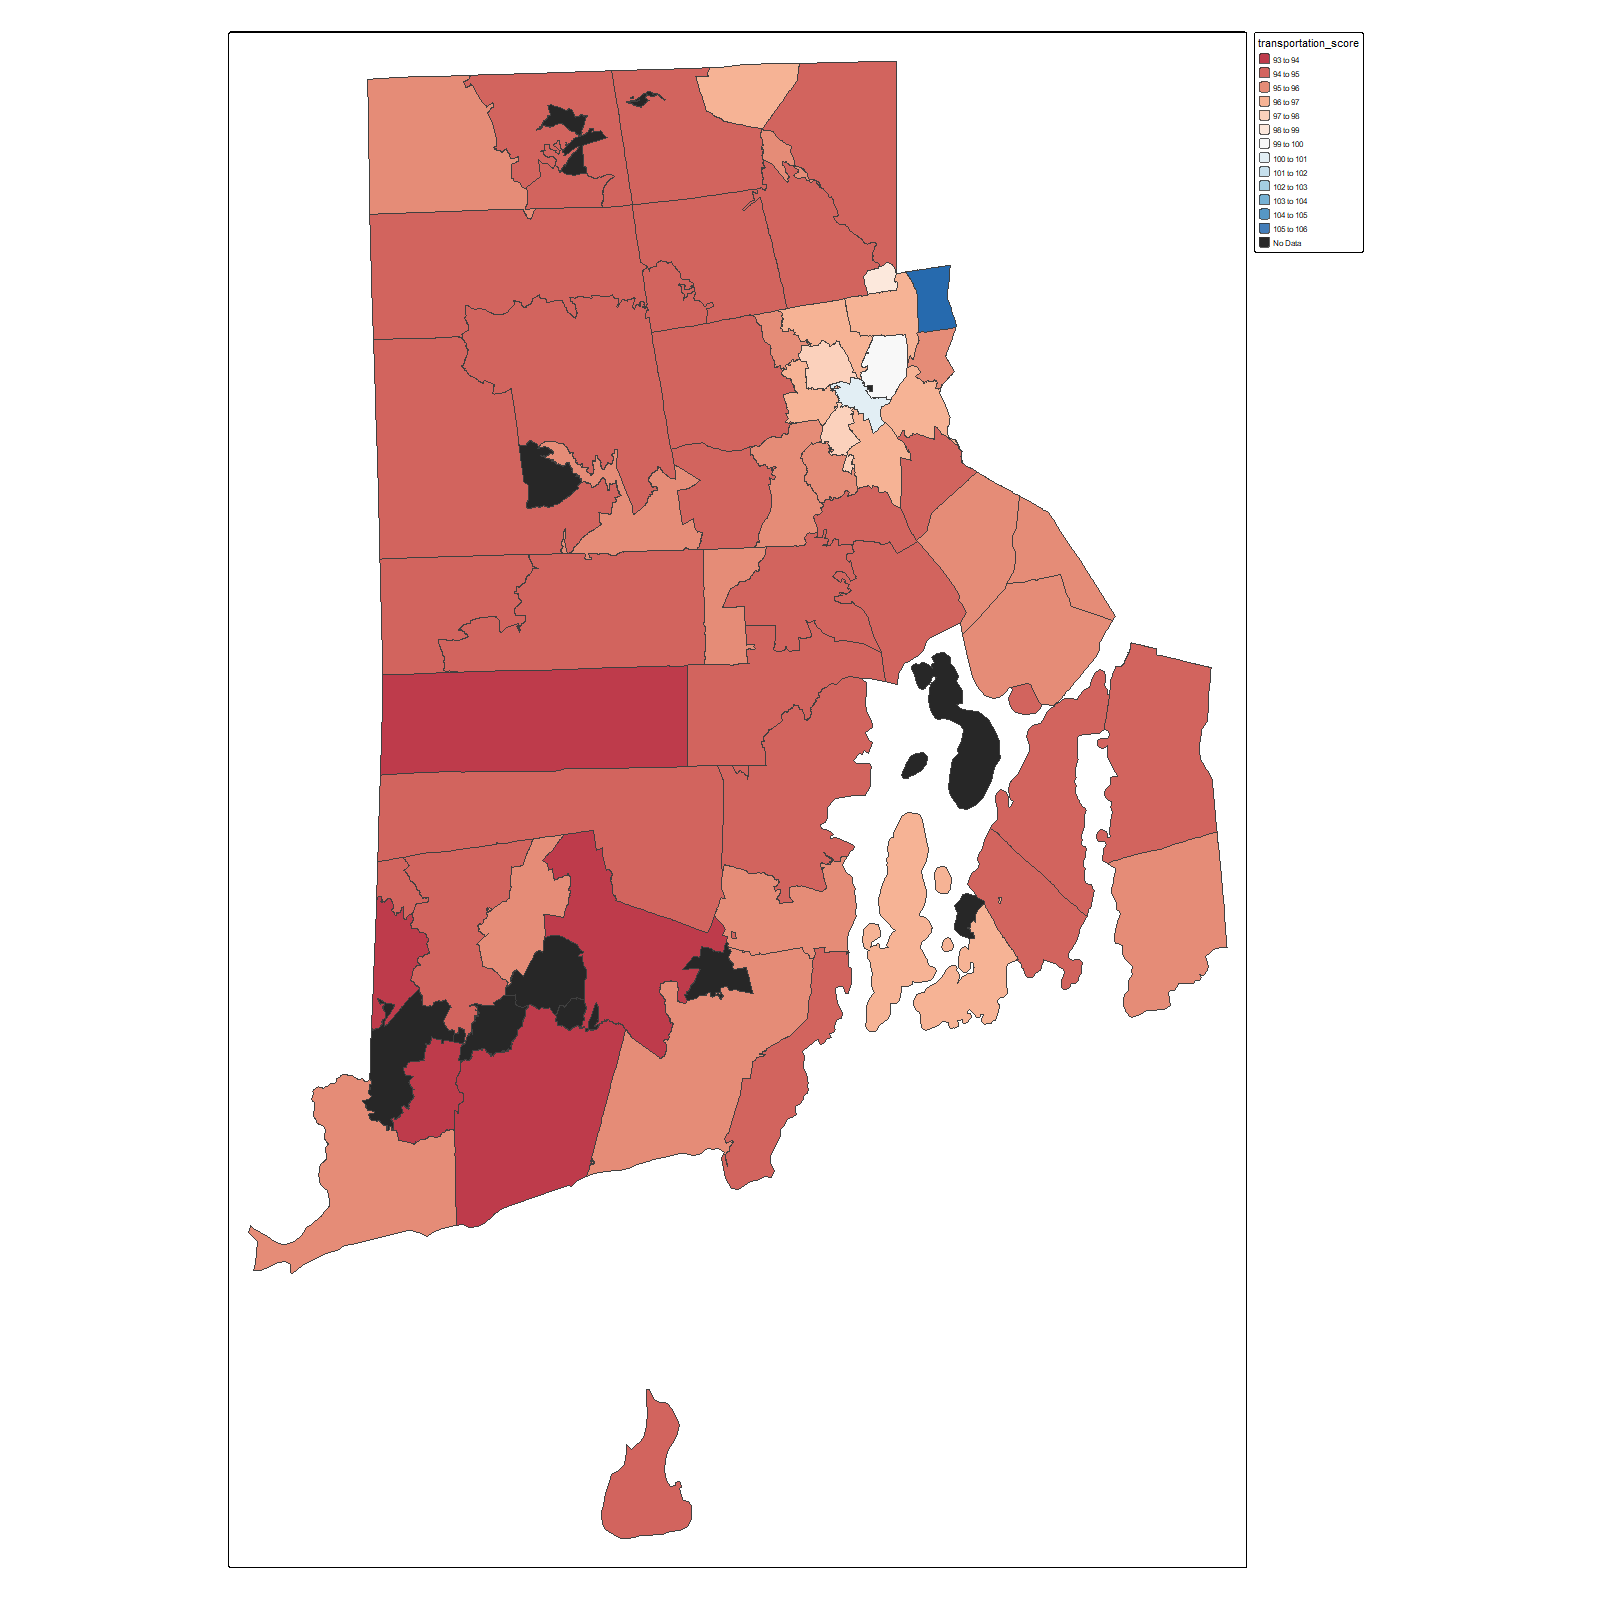 transportation_score
93 to 94
94 to 95
95 to 96
96 to 97
97 to 98
98 to 99
99 to 100
100 to 101
101 to 102
102 to 103
103 to 104
104 to 105
105 to 106
No Data